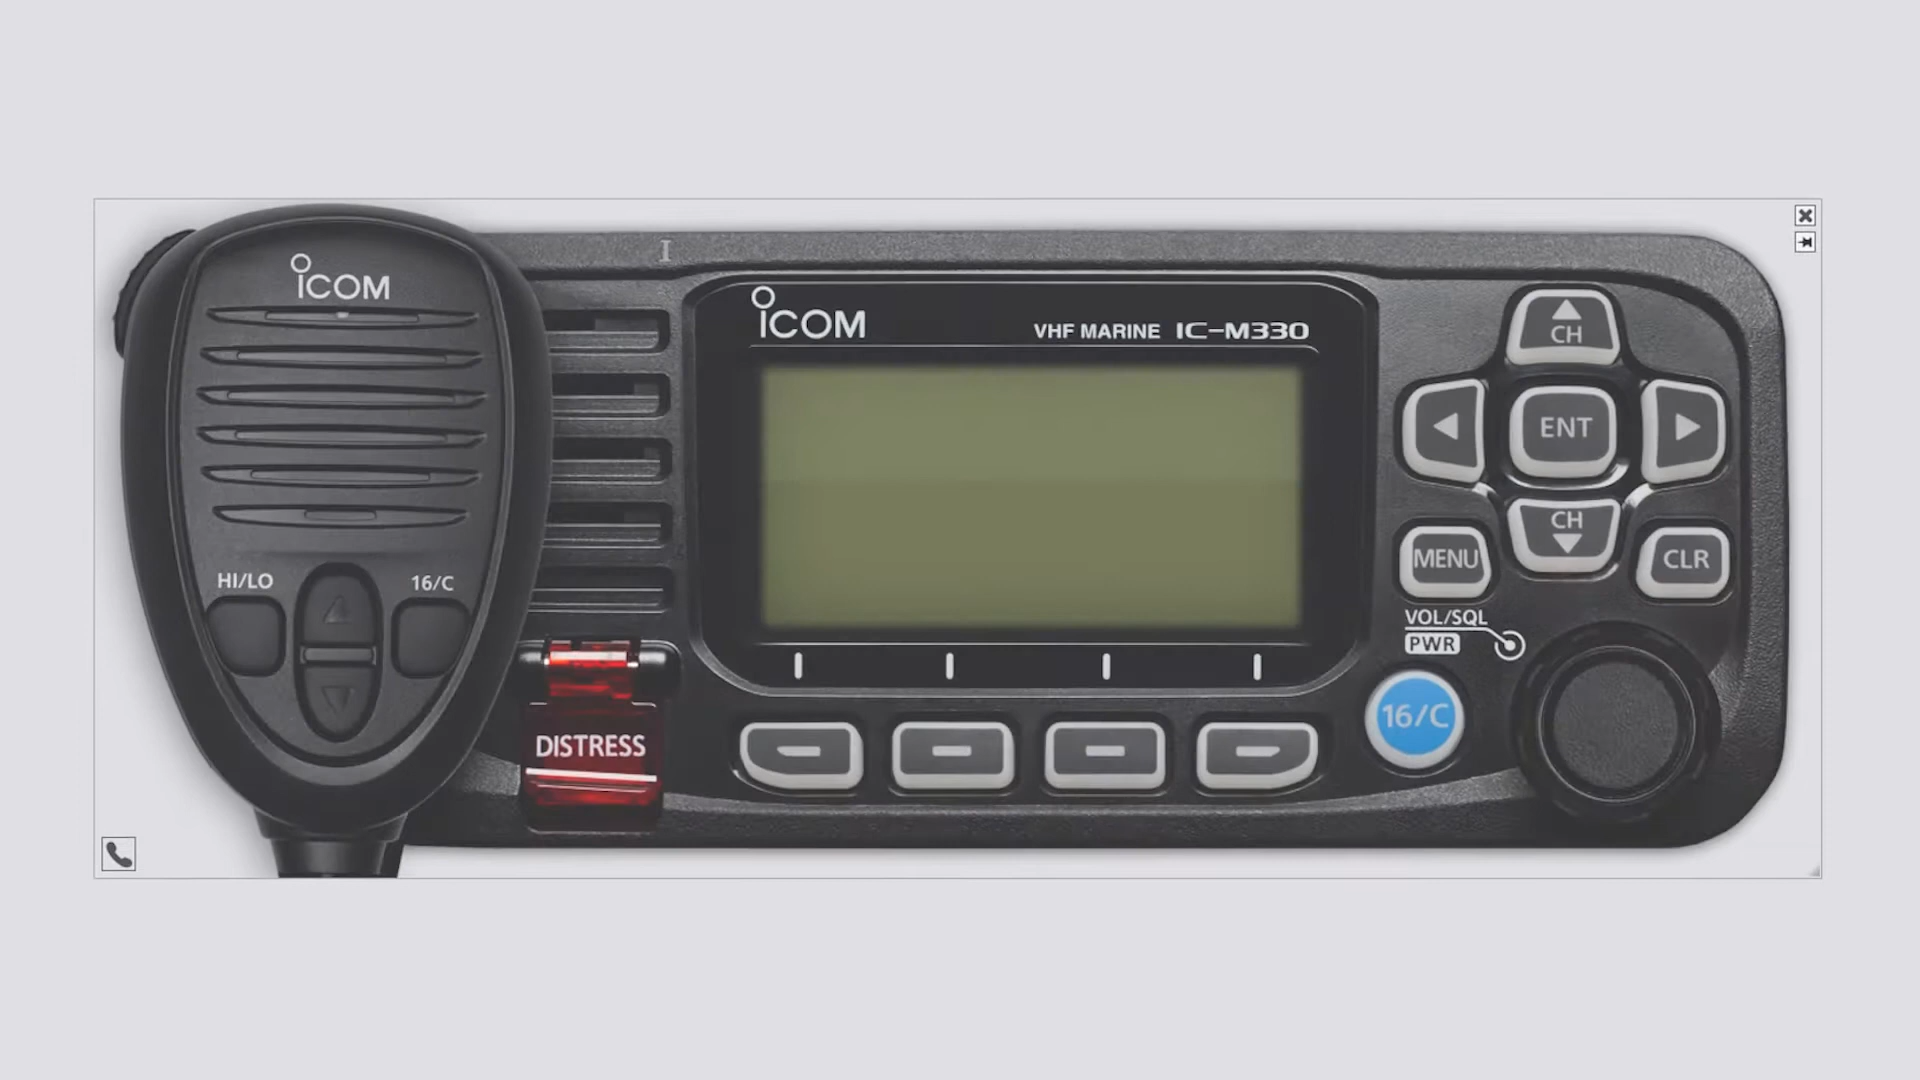 ICOM
HI/LO
16/C
DISTRESS
ICOM
VHF MARINE IC-M330
CH
ENT
CH
MENU
CLR
VOL/SQL
PWR
16/C